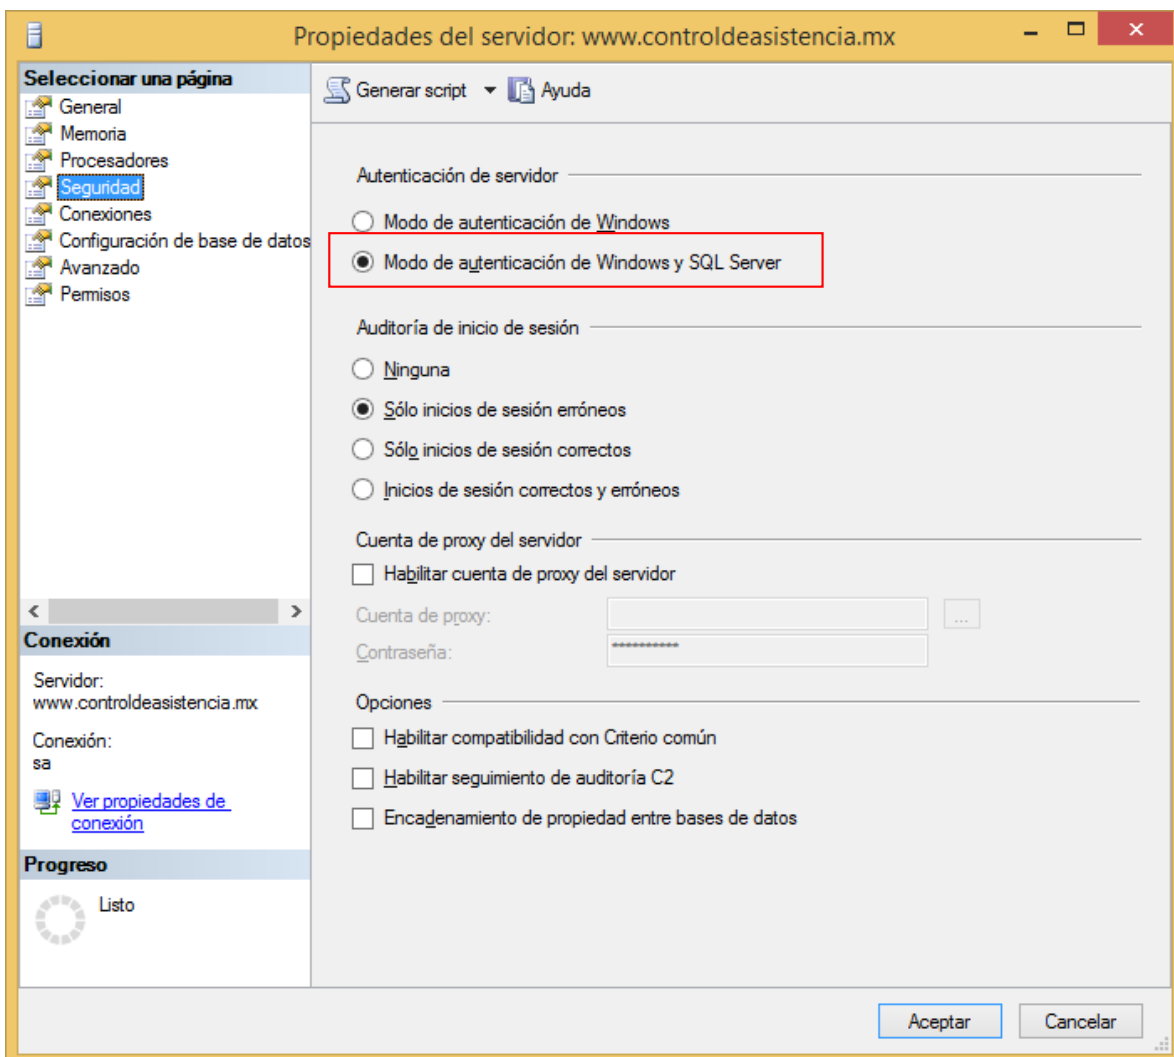 Propiedades del servidor: www.controldeasistencia.mx
Seleccionar una página
General
Memoria
Procesadores
Seguridad
Conexiones
Configuración de base de datos
Avanzado
Permisos
Conexión
Servidor:
www.controldeasistencia.mx
Conexión:
sa
Ver propiedades de
conexión
Progreso
Listo
Generar script Ayuda
Autenticación de servidor
Modo de autenticación de Windows
Modo de autenticación de Windows y SQL Server
Auditoría de inicio de sesión
Ninguna
Sólo inicios de sesión erróneos
Sólo inicios de sesión correctos
Inicios de sesión correctos y erróneos
Cuenta de proxy del servidor
Habilitar cuenta de proxy del servidor
Cuenta de proxy:
...
Contraseña:
**********
Opciones
Habilitar compatibilidad con Criterio común
Habilitar seguimiento de auditoría C2
Encadenamiento de propiedad entre bases de datos
Aceptar Cancelar